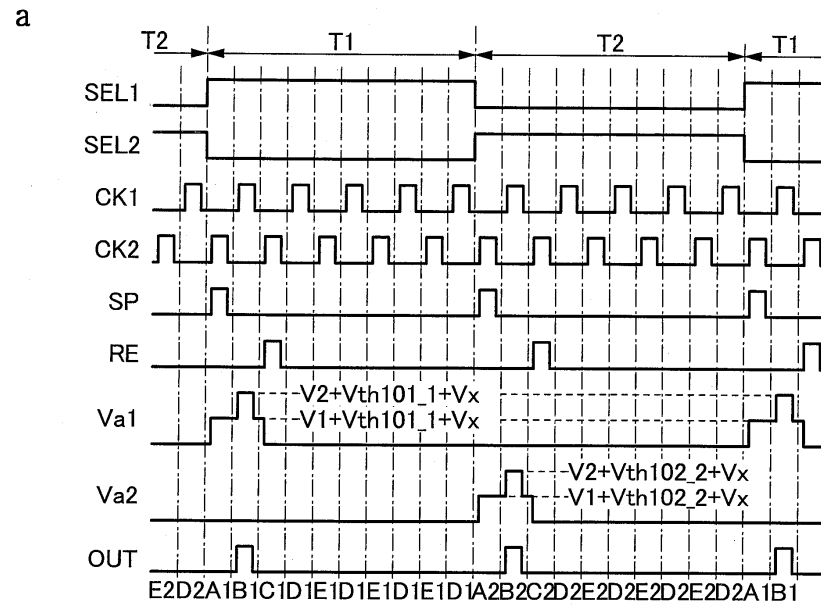 a
T2 T1 T2 T1
SEL1
SEL2
CK1
CK2
SP
RE
V2+Vth101_1+Vx
Va1
V1+Vth101_1+Vx
V2+Vth102_2+Vx
Va2
V1+Vth102_2+Vx
OUT
E2D2A1B1C1D1E1D1E1D1E1D1A2B2C2D2E2D2E2D2E2D2A1B1